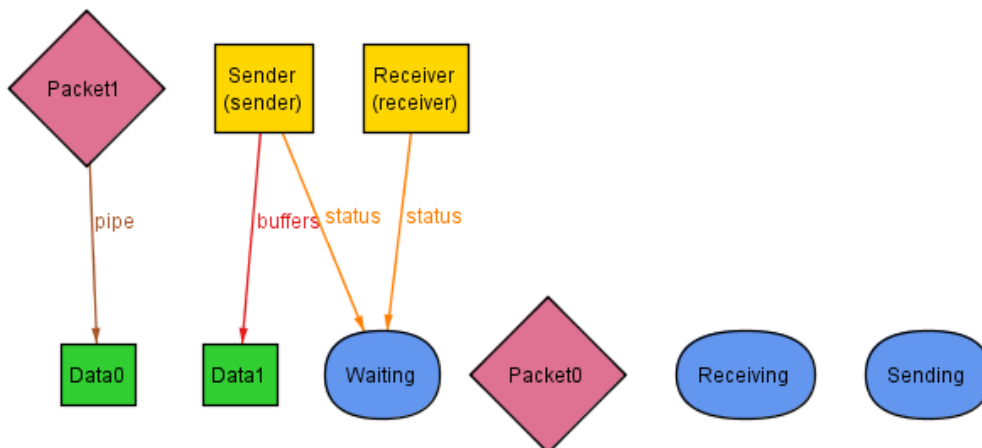 Packet1
Sender
(sender)
Receiver
(receiver)
pipe
buffers
status
status
Data0
Data1
Waiting
Packet0
Receiving
Sending